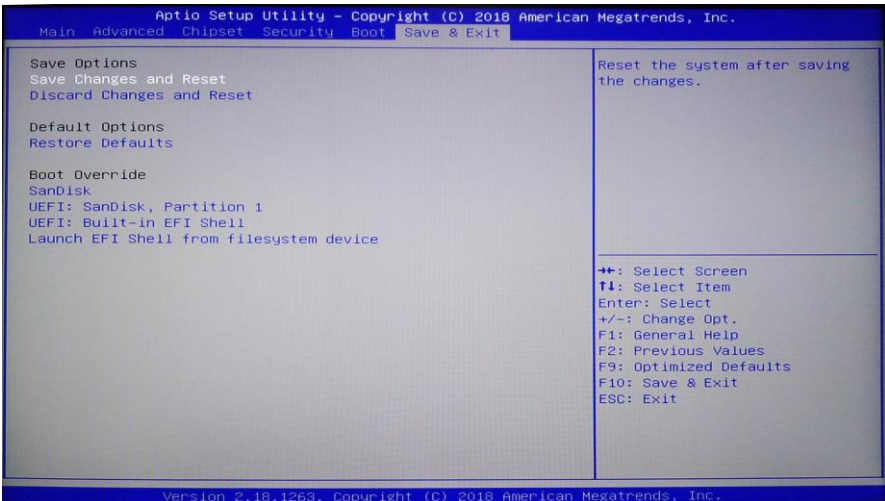 Aptio Setup Utility – Copyright (C) 2018 American Megatrends, Inc.
Main Advanced Chipset Security Boot Save & Exit
Save Options
Save Changes and Reset
Discard Changes and Reset
Default Options
Restore Defaults
Boot Override
SanDisk
UEFI: SanDisk, Partition 1
UEFI: Built-in EFI Shell
Launch EFI Shell from filesystem device
Reset the system after saving
the changes.
→←: Select Screen
↑↓: Select Item
Enter: Select
+/-: Change Opt.
F1: General Help
F2: Previous Values
F9: Optimized Defaults
F10: Save & Exit
ESC: Exit
Version 2.18.1263. Copyright (C) 2018 American Megatrends, Inc.